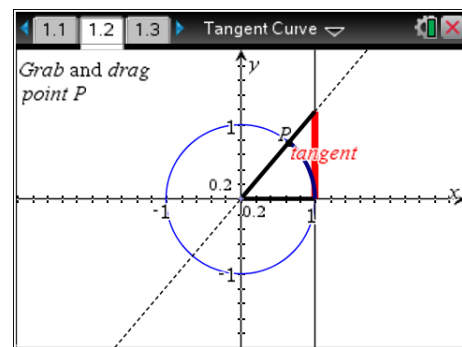 1.1 1.2 1.3 Tangent Curve
Grab and drag
point P
y
1
P
tangent
0.2
-1
0.2
1
x
-1